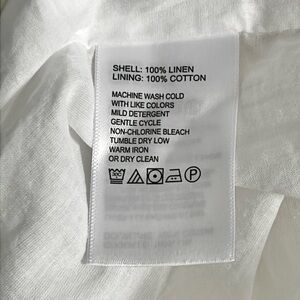 SHELL: 100% LINEN
LINING: 100% COTTON
MACHINE WASH COLD
WITH LIKE COLORS
MILD DETERGENT
GENTLE CYCLE
NON-CHLORINE BLEACH
TUMBLE DRY LOW
WARM IRON
OR DRY CLEAN
P